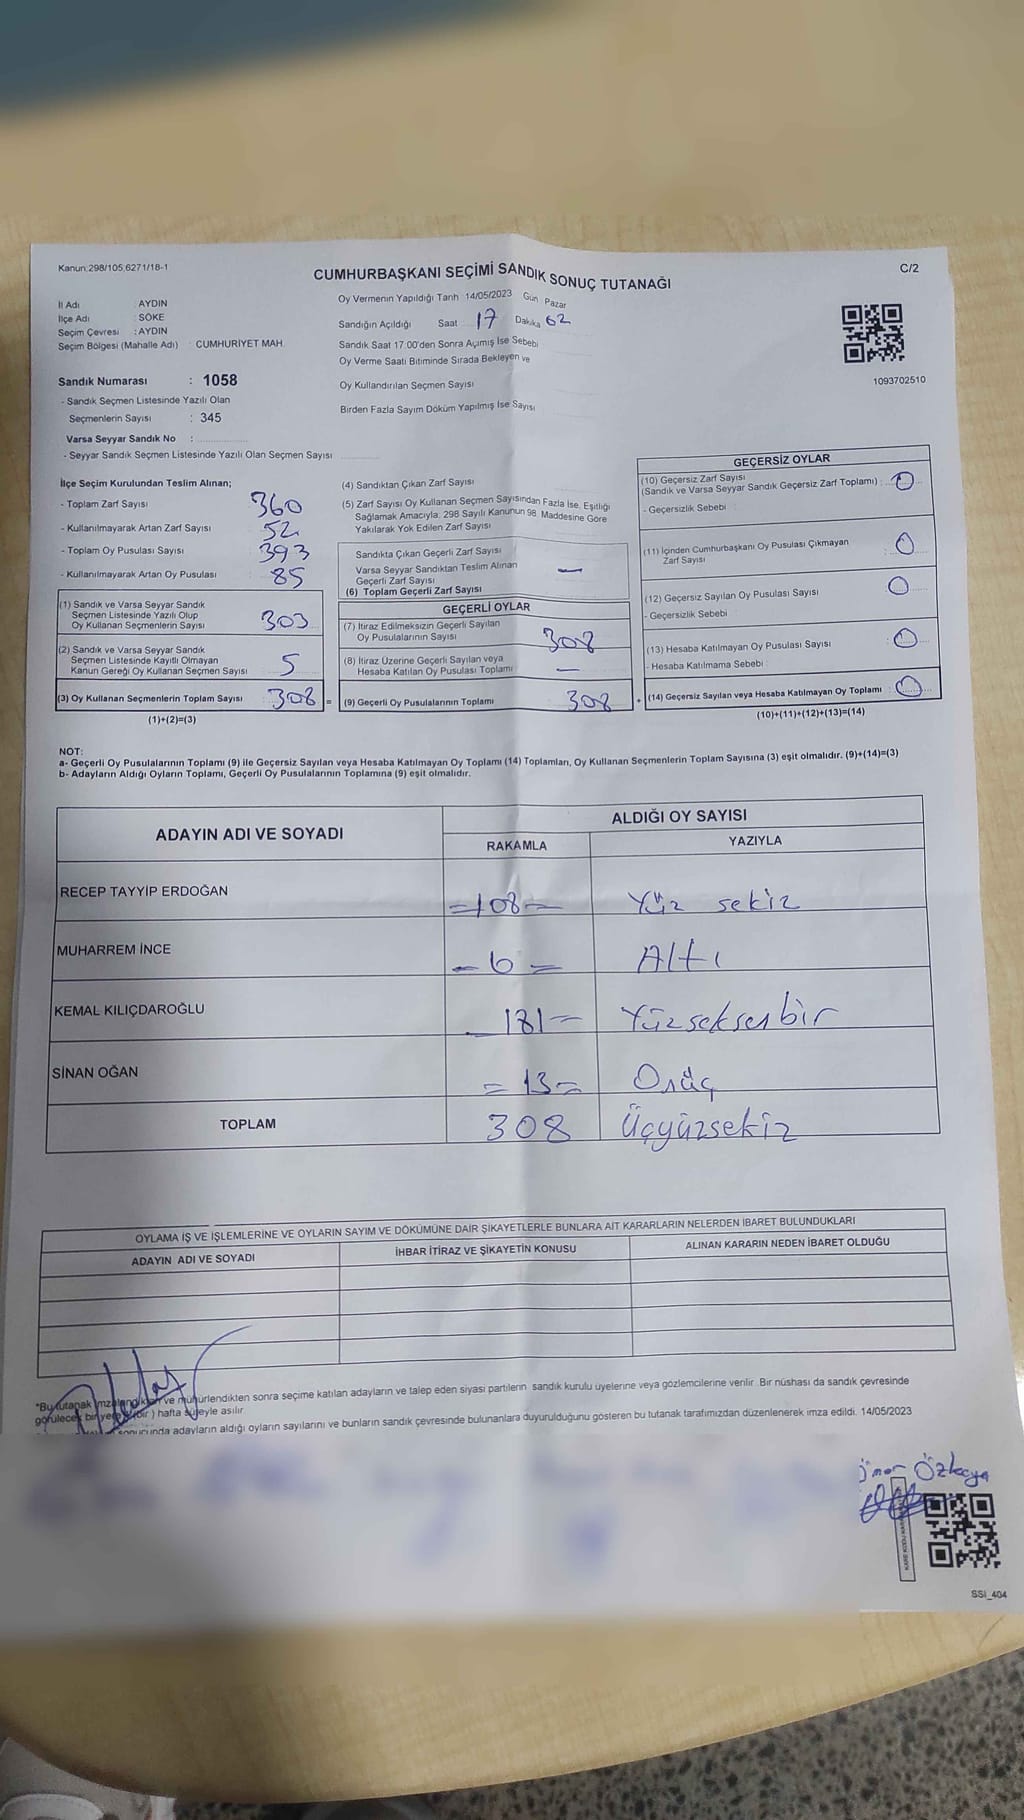 Kanun:298/105,6271/18-1
CUMHURBAŞKANI SEÇİMİ SANDIK SONUÇ TUTANAĞI
C/2
İl Adı : AYDIN
İlçe Adı : SÖKE
Seçim Çevresi : AYDIN
Seçim Bölgesi (Mahalle Adı) : CUMHURİYET MAH.
Oy Vermenin Yapıldığı Tarih 14/05/2023 Gün Pazar
Sandığın Açıldığı Saat 17 Dakika
Sandık Saat 17.00'den Sonra Açımış İse Sebebi
Oy Verme Saati Bitiminde Sırada Bekleyen ve
Oy Kullandırılan Seçmen Sayısı
Birden Fazla Sayım Döküm Yapılmış İse Sayısı
1093702510
Sandık Numarası : 1058
- Sandık Seçmen Listesinde Yazılı Olan
Seçmenlerin Sayısı : 345
Varsa Seyyar Sandık No :
- Seyyar Sandık Seçmen Listesinde Yazılı Olan Seçmen Sayısı
İlçe Seçim Kurulundan Teslim Alınan;
- Toplam Zarf Sayısı 360
- Kullanılmayarak Artan Zarf Sayısı 52
- Toplam Oy Pusulası Sayısı 393
- Kullanılmayarak Artan Oy Pusulası 85
(1) Sandık ve Varsa Seyyar Sandık
Seçmen Listesinde Yazılı Olup
Oy Kullanan Seçmenlerin Sayısı 303
(2) Sandık ve Varsa Seyyar Sandık
Seçmen Listesinde Kayıtlı Olmayan
Kanun Gereği Oy Kullanan Seçmen Sayısı 5
(3) Oy Kullanan Seçmenlerin Toplam Sayısı 308 =
(1)+(2)=(3)
(4) Sandıktan Çıkan Zarf Sayısı
(5) Zarf Sayısı Oy Kullanan Seçmen Sayısından Fazla İse, Eşitliği
Sağlamak Amacıyla, 298 Sayılı Kanunun 98. Maddesine Göre
Yakılarak Yok Edilen Zarf Sayısı
Sandıkta Çıkan Geçerli Zarf Sayısı
Varsa Seyyar Sandıktan Teslim Alınan
Geçerli Zarf Sayısı —
(6) Toplam Geçerli Zarf Sayısı
GEÇERLİ OYLAR
(7) İtiraz Edilmeksizin Geçerli Sayılan
Oy Pusulalarının Sayısı 308
(8) İtiraz Üzerine Geçerli Sayılan veya
Hesaba Katılan Oy Pusulası Toplamı —
(9) Geçerli Oy Pusulalarının Toplamı 308 +
GEÇERSİZ OYLAR
(10) Geçersiz Zarf Sayısı
(Sandık ve Varsa Seyyar Sandık Geçersiz Zarf Toplamı) : 0
- Geçersizlik Sebebi
(11) İçinden Cumhurbaşkanı Oy Pusulası Çıkmayan
Zarf Sayısı 0
(12) Geçersiz Sayılan Oy Pusulası Sayısı 0
- Geçersizlik Sebebi
(13) Hesaba Katılmayan Oy Pusulası Sayısı : 0
- Hesaba Katılmama Sebebi
(14) Geçersiz Sayılan veya Hesaba Katılmayan Oy Toplamı : 0
(10)+(11)+(12)+(13)=(14)
NOT:
a- Geçerli Oy Pusulalarının Toplamı (9) ile Geçersiz Sayılan veya Hesaba Katılmayan Oy Toplamı (14) Toplamları, Oy Kullanan Seçmenlerin Toplam Sayısına (3) eşit olmalıdır. (9)+(14)=(3)
b- Adayların Aldığı Oyların Toplamı, Geçerli Oy Pusulalarının Toplamına (9) eşit olmalıdır.
ADAYIN ADI VE SOYADI
ALDIĞI OY SAYISI
RAKAMLA YAZIYLA
RECEP TAYYİP ERDOĞAN =108= Yüz sekiz
MUHARREM İNCE -6= Altı
KEMAL KILIÇDAROĞLU _181= Yüzseksenbir
SİNAN OĞAN =13= Onüç
TOPLAM 308 Üçyüzsekiz
OYLAMA İŞ VE İŞLEMLERİNE VE OYLARIN SAYIM VE DÖKÜMÜNE DAİR ŞİKAYETLERLE BUNLARA AİT KARARLARIN NELERDEN İBARET BULUNDUKLARI
ADAYIN ADI VE SOYADI İHBAR İTİRAZ VE ŞİKAYETİN KONUSU ALINAN KARARIN NEDEN İBARET OLDUĞU
*Bu tutanak imzalandıktan ve mühürlendikten sonra seçime katılan adayların ve talep eden siyasi partilerin sandık kurulu üyelerine veya gözlemcilerine verilir. Bir nüshası da sandık çevresinde
görülecek bir yere (bir) hafta süreyle asılır.
sonucunda adayların aldığı oyların sayılarını ve bunların sandık çevresinde bulunanlara duyurulduğunu gösteren bu tutanak tarafımızdan düzenlenerek imza edildi. 14/05/2023
Özkaya
SSİ_404